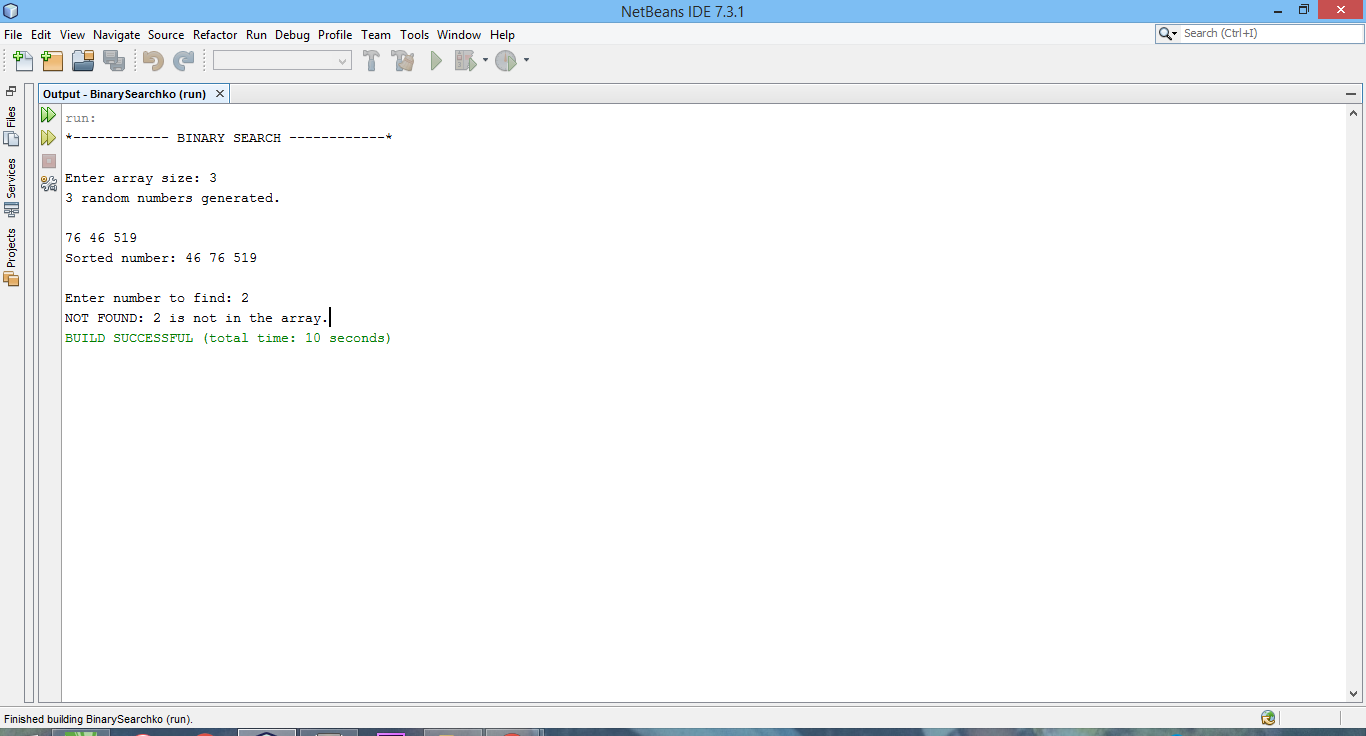 NetBeans IDE 7.3.1
File Edit View Navigate Source Refactor Run Debug Profile Team Tools Window Help
Search (Ctrl+I)
Output - BinarySearchko (run)
Files
Services
Projects
run:
*------------ BINARY SEARCH ------------*
Enter array size: 3
3 random numbers generated.
76 46 519
Sorted number: 46 76 519
Enter number to find: 2
NOT FOUND: 2 is not in the array.
BUILD SUCCESSFUL (total time: 10 seconds)
Finished building BinarySearchko (run).